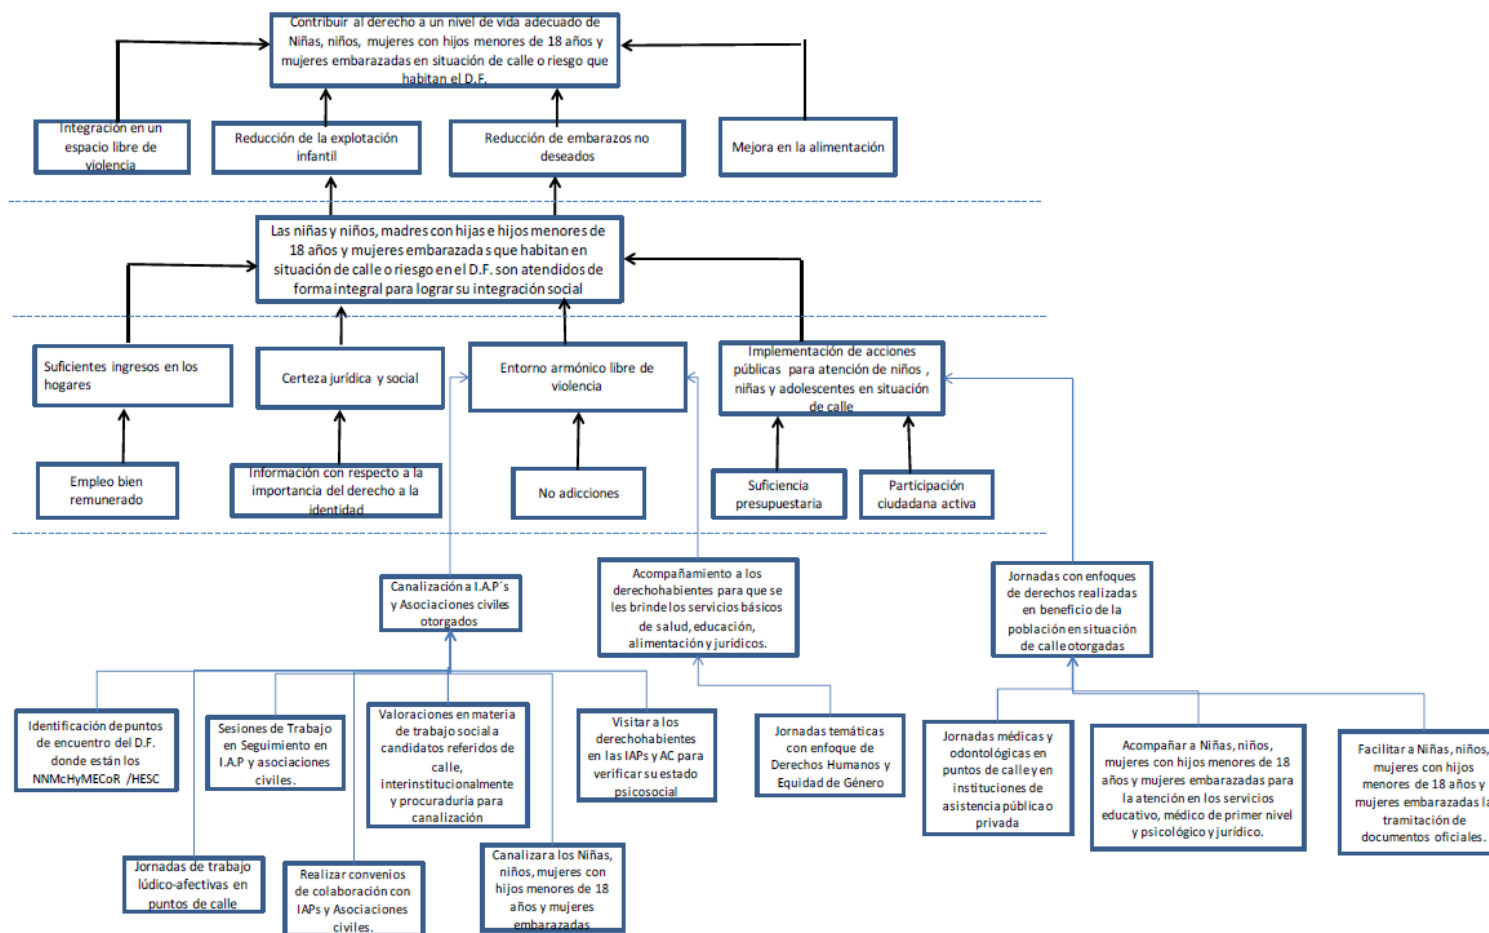 Contribuir al derecho a un nivel de vida adecuado de
Niñas, niños, mujeres con hijos menores de 18 años y
mujeres embarazadas en situación de calle o riesgo que
habitan el D.F.
Integración en un
espacio libre de
violencia
Reducción de la explotación
infantil
Reducción de embarazos no
deseados
Mejora en la alimentación
Las niñas y niños, madres con hijas e hijos menores de
18 años y mujeres embarazadas que habitan en
situación de calle o riesgo en el D.F. son atendidos de
forma integral para lograr su integración social
Suficientes ingresos en los
hogares
Certeza jurídica y social
Entorno armónico libre de
violencia
Implementación de acciones
públicas para atención de niños ,
niñas y adolescentes en situación
de calle
Empleo bien
remunerado
Información con respecto a la
importancia del derecho a la
identidad
No adicciones
Suficiencia
presupuestaria
Participación
ciudadana activa
Canalización a I.A.P´s
y Asociaciones civiles
otorgados
Acompañamiento a los
derechohabientes para que se
les brinde los servicios básicos
de salud, educación,
alimentación y jurídicos.
Jornadas con enfoques
de derechos realizadas
en beneficio de la
población en situación
de calle otorgadas
Identificación de puntos
de encuentro del D.F.
donde están los
NNMcHyMECoR /HESC
Sesiones de Trabajo
en Seguimiento en
I.A.P y asociaciones
civiles.
Valoraciones en materia
de trabajo social a
candidatos referidos de
calle,
interinstitucionalmente
y procuraduría para
canalización
Visitar a los
derechohabientes
en las IAPs y AC para
verificar su estado
psicosocial
Jornadas temáticas
con enfoque de
Derechos Humanos y
Equidad de Género
Jornadas médicas y
odontológicas en
puntos de calle y en
instituciones de
asistencia pública o
privada
Acompañar a Niñas, niños,
mujeres con hijos menores de 18
años y mujeres embarazadas para
la atención en los servicios
educativo, médico de primer nivel
y psicológico y jurídico.
Facilitar a Niñas, niños,
mujeres con hijos
menores de 18 años y
mujeres embarazadas la
tramitación de
documentos oficiales.
Jornadas de trabajo
lúdico-afectivas en
puntos de calle
Realizar convenios
de colaboración con
IAPs y Asociaciones
civiles.
Canalizar a los Niñas,
niños, mujeres con
hijos menores de 18
años y mujeres
embarazadas